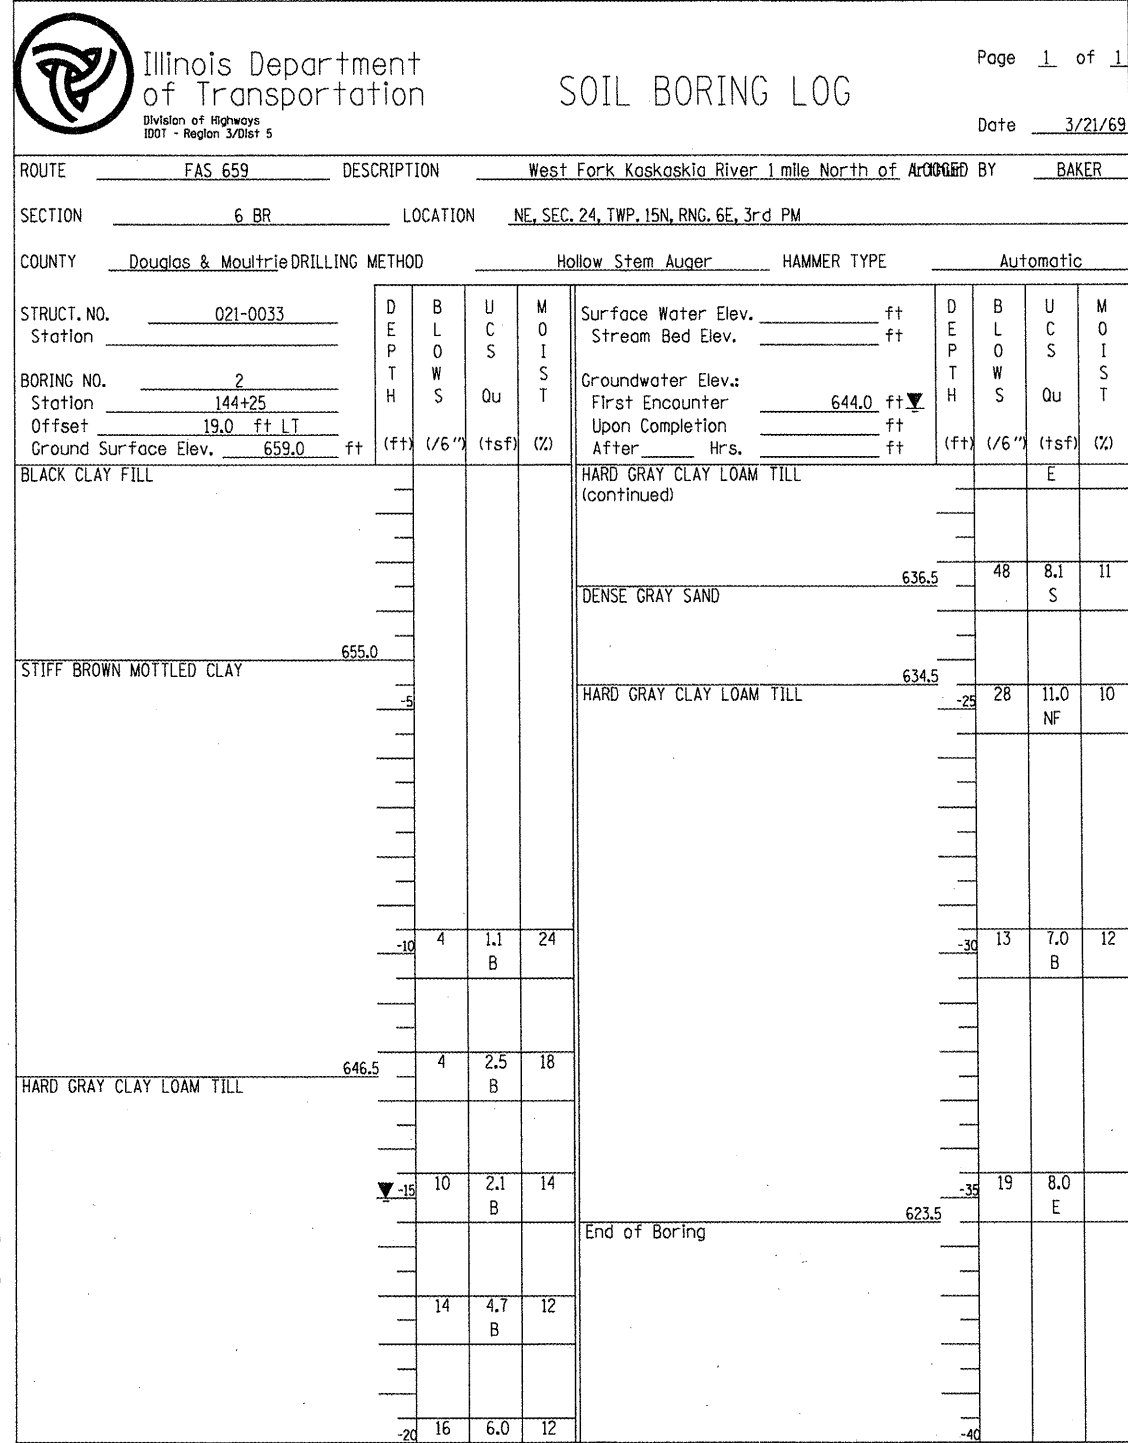 Illinois Department
of Transportation
Division of Highways
IDOT - Region 3/Dist 5
SOIL BORING LOG
Page 1 of 1
Date 3/21/69
ROUTE FAS 659 DESCRIPTION West Fork Kaskaskia River 1 mile North of BY BAKER
SECTION 6 BR LOCATION NE, SEC. 24, TWP. 15N, RNG. 6E, 3rd PM
COUNTY Douglas & Moultrie DRILLING METHOD Hollow Stem Auger HAMMER TYPE Automatic
STRUCT. NO. 021-0033
Station
BORING NO. 2
Station 144+25
Offset 19.0 ft LT
Ground Surface Elev. 659.0 ft
DEPTH (ft)
BLOWS (/6")
UCS Qu (tsf)
MOIST (%)
BLACK CLAY FILL
655.0
STIFF BROWN MOTTLED CLAY
-5
-10 4 1.1 24
B
646.5 4 2.5 18
B
HARD GRAY CLAY LOAM TILL
-15 10 2.1 14
B
14 4.7 12
B
-20 16 6.0 12
Surface Water Elev. ft
Stream Bed Elev. ft
Groundwater Elev.:
First Encounter 644.0 ft
Upon Completion ft
After Hrs. ft
DEPTH (ft)
BLOWS (/6")
UCS Qu (tsf)
MOIST (%)
HARD GRAY CLAY LOAM TILL E
(continued)
636.5 48 8.1 11
DENSE GRAY SAND S
634.5
HARD GRAY CLAY LOAM TILL -25 28 11.0 10
NF
-30 13 7.0 12
B
-35 19 8.0
E
623.5
End of Boring
-40